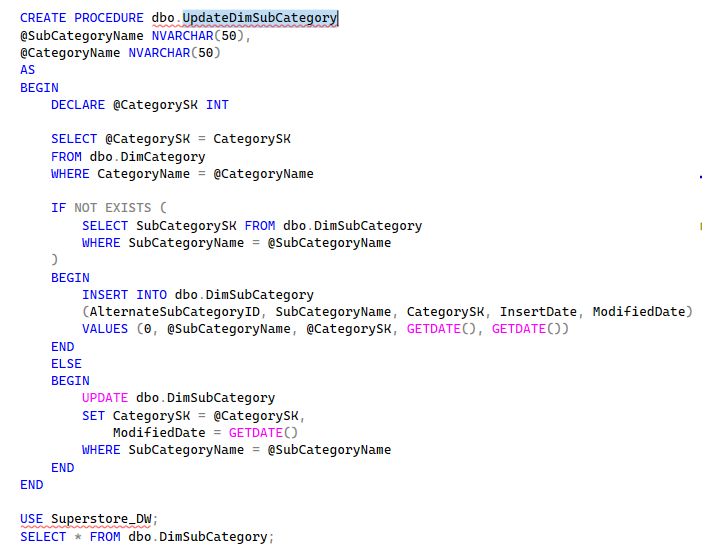 CREATE PROCEDURE dbo.UpdateDimSubCategory
@SubCategoryName NVARCHAR(50),
@CategoryName NVARCHAR(50)
AS
BEGIN
    DECLARE @CategorySK INT

    SELECT @CategorySK = CategorySK
    FROM dbo.DimCategory
    WHERE CategoryName = @CategoryName

    IF NOT EXISTS (
        SELECT SubCategorySK FROM dbo.DimSubCategory
        WHERE SubCategoryName = @SubCategoryName
    )
    BEGIN
        INSERT INTO dbo.DimSubCategory
        (AlternateSubCategoryID, SubCategoryName, CategorySK, InsertDate, ModifiedDate)
        VALUES (0, @SubCategoryName, @CategorySK, GETDATE(), GETDATE())
    END
    ELSE
    BEGIN
        UPDATE dbo.DimSubCategory
        SET CategorySK = @CategorySK,
            ModifiedDate = GETDATE()
        WHERE SubCategoryName = @SubCategoryName
    END
END

USE Superstore_DW;
SELECT * FROM dbo.DimSubCategory;